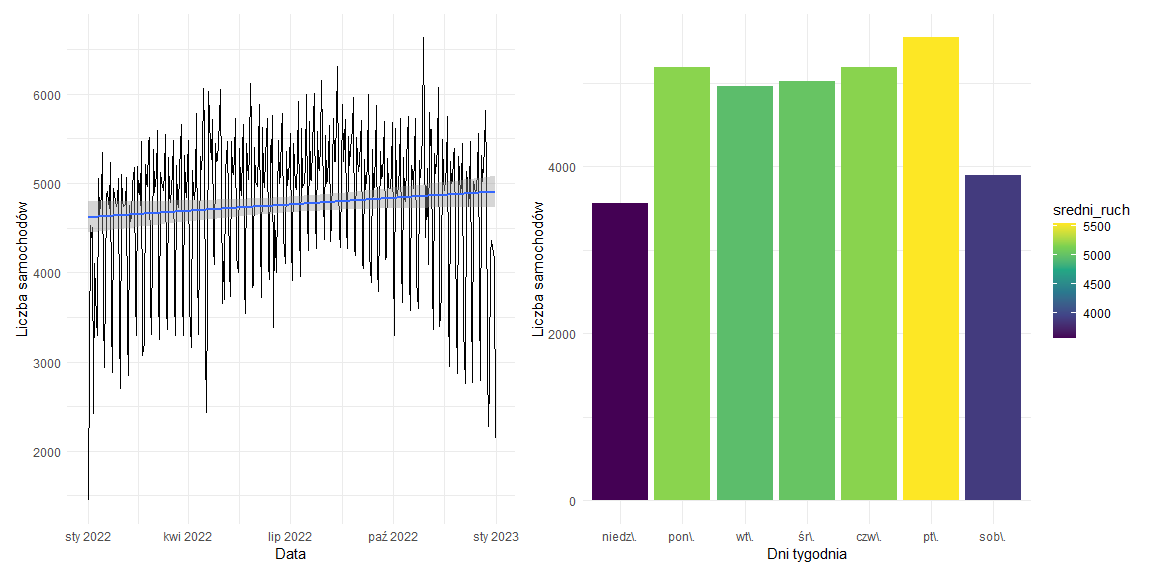 Liczba samochodów
6000
5000
4000
3000
2000
sty 2022
kwi 2022
lip 2022
paź 2022
sty 2023
Data
Liczba samochodów
4000
2000
0
niedz\.
pon\.
wt\.
śr\.
czw\.
pt\.
sob\.
Dni tygodnia
sredni_ruch
5500
5000
4500
4000